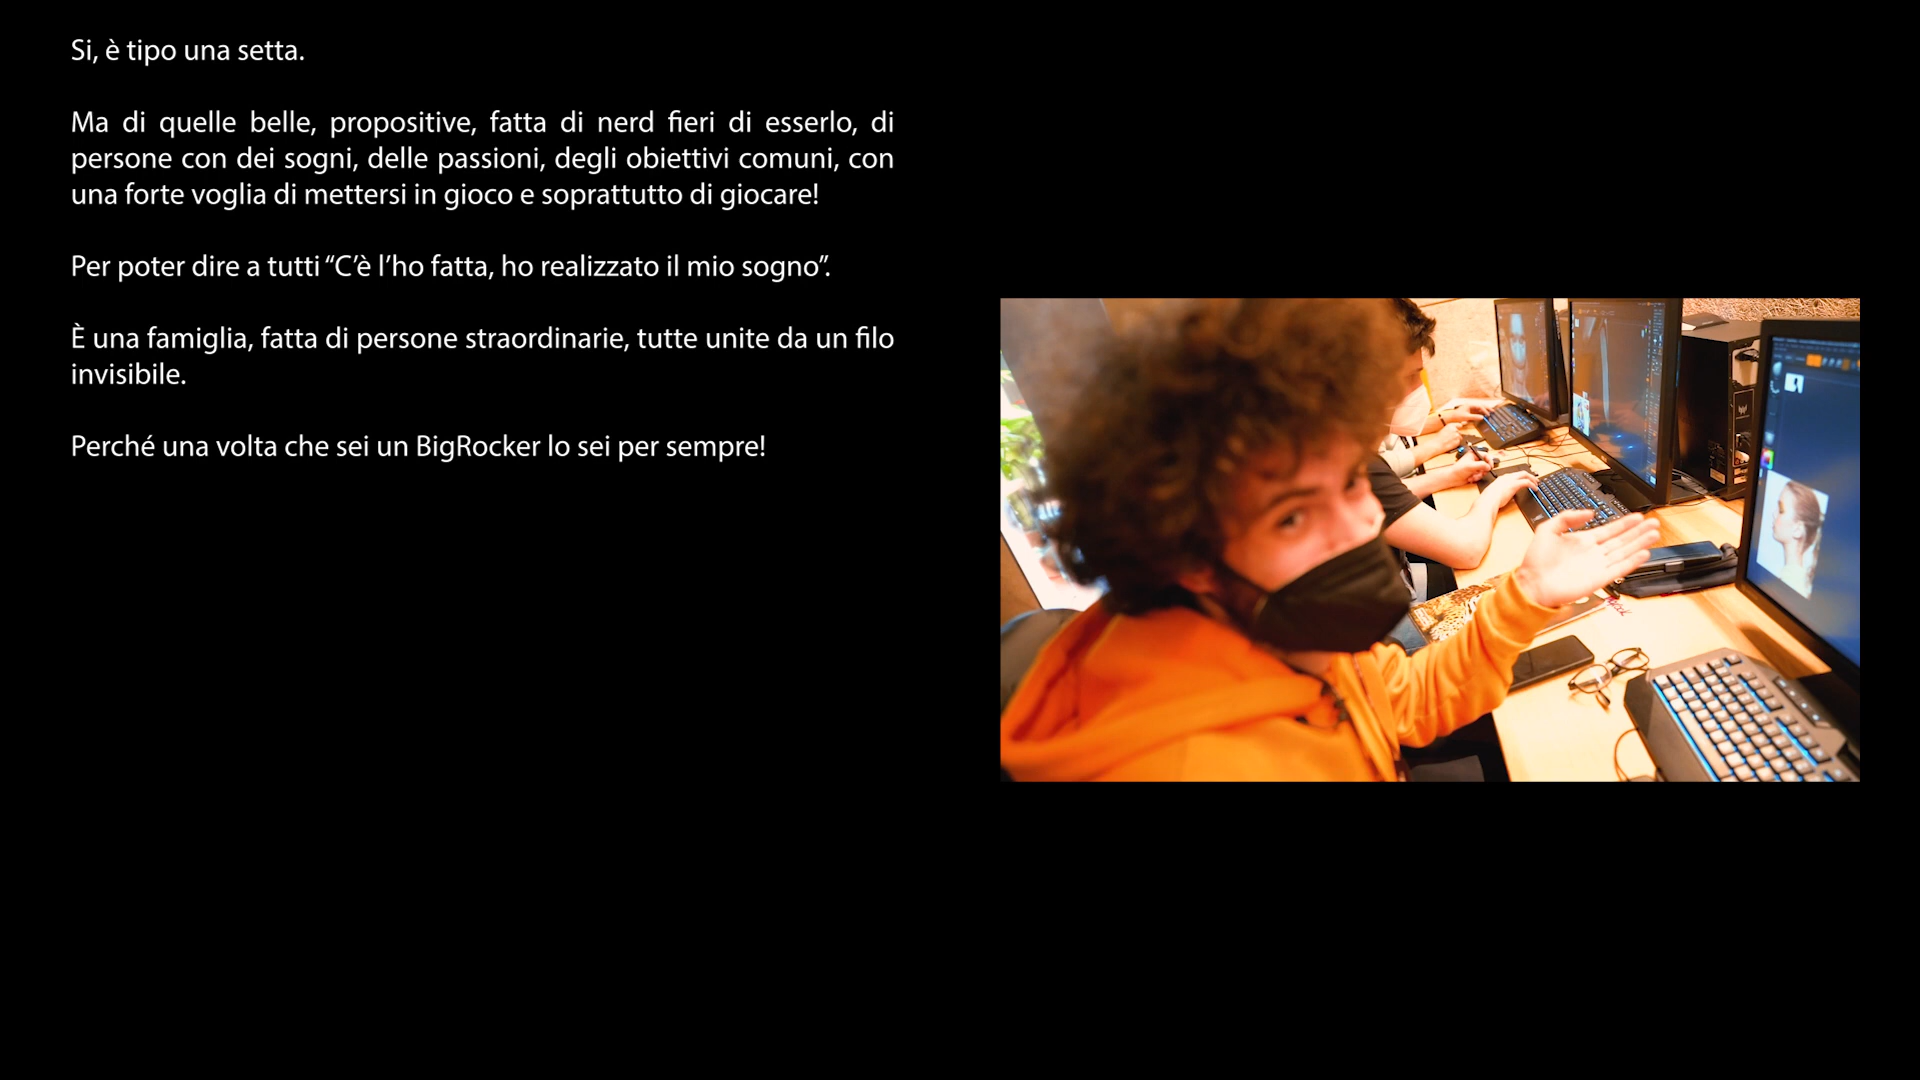 Si, è tipo una setta.
Ma di quelle belle, propositive, fatta di nerd fieri di esserlo, di
persone con dei sogni, delle passioni, degli obiettivi comuni, con
una forte voglia di mettersi in gioco e soprattutto di giocare!
Per poter dire a tutti “C’è l’ho fatta, ho realizzato il mio sogno”.
È una famiglia, fatta di persone straordinarie, tutte unite da un filo
invisibile.
Perché una volta che sei un BigRocker lo sei per sempre!